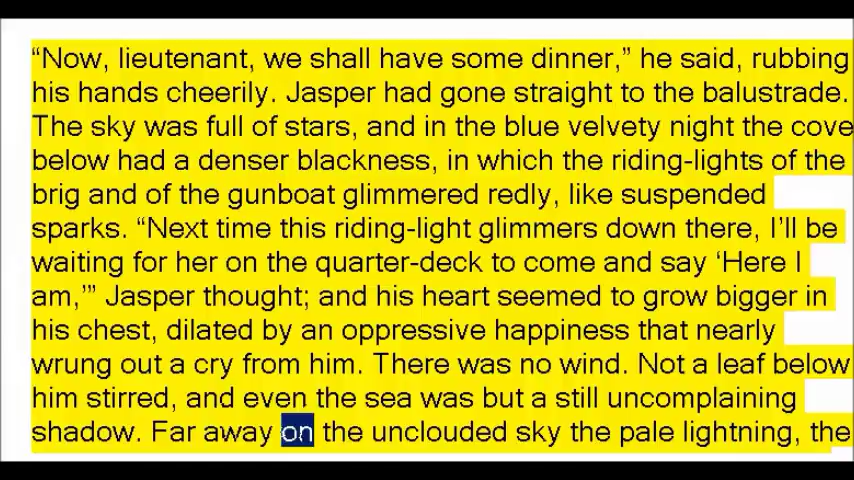 “Now, lieutenant, we shall have some dinner,” he said, rubbing
his hands cheerily. Jasper had gone straight to the balustrade.
The sky was full of stars, and in the blue velvety night the cove
below had a denser blackness, in which the riding-lights of the
brig and of the gunboat glimmered redly, like suspended
sparks. “Next time this riding-light glimmers down there, I’ll be
waiting for her on the quarter-deck to come and say ‘Here I
am,’” Jasper thought; and his heart seemed to grow bigger in
his chest, dilated by an oppressive happiness that nearly
wrung out a cry from him. There was no wind. Not a leaf below
him stirred, and even the sea was but a still uncomplaining
shadow. Far away on the unclouded sky the pale lightning, the